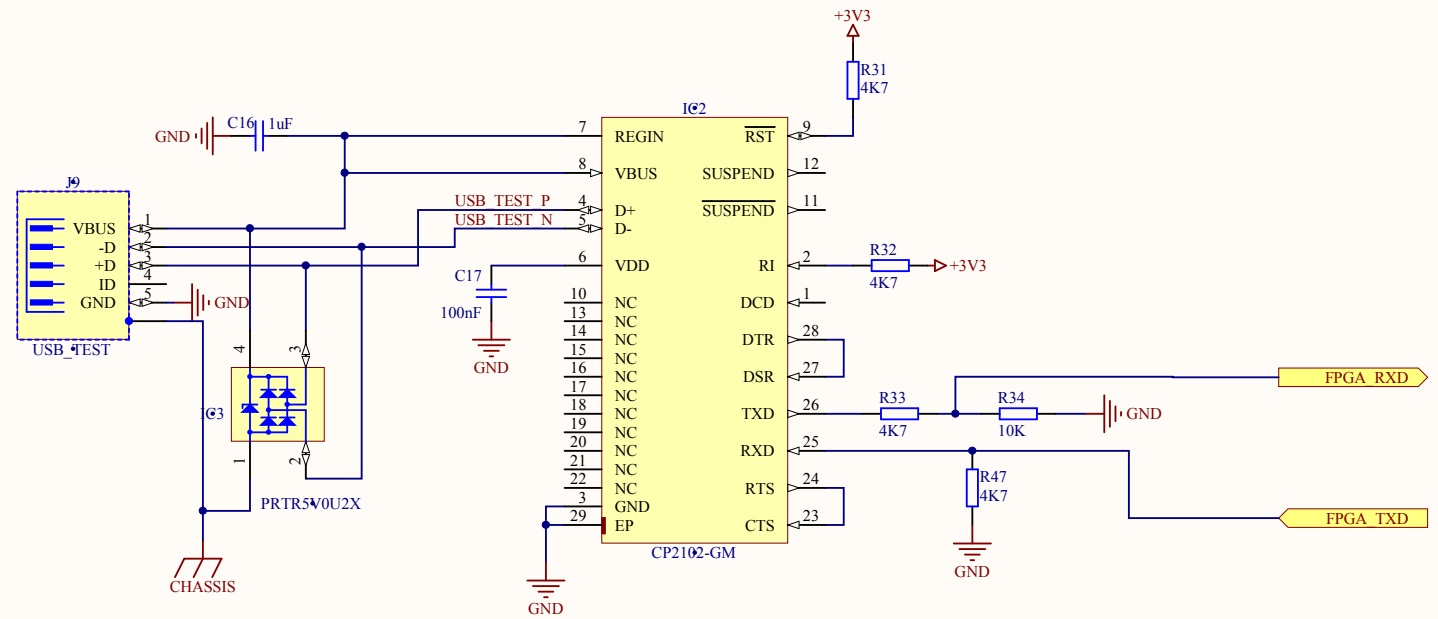 +3V3
R31
4K7
IC2
GND
C16
1uF
7
REGIN
RST
9
8
VBUS
SUSPEND
12
J9
USB_TEST_P
4
D+
SUSPEND
11
USB_TEST_N
5
D-
VBUS
1
-D
2
+D
3
ID
4
GND
5
GND
USB_TEST
C17
100nF
GND
6
VDD
RI
2
R32
4K7
+3V3
10
NC
DCD
1
13
NC
14
NC
DTR
28
15
NC
16
NC
DSR
27
17
NC
18
NC
TXD
26
19
NC
20
NC
RXD
25
21
NC
22
NC
RTS
24
3
GND
29
EP
CTS
23
CP2102-GM
GND
R33
4K7
R34
10K
GND
FPGA_RXD
R47
4K7
GND
FPGA_TXD
4
3
IC3
1
2
PRTR5V0U2X
CHASSIS